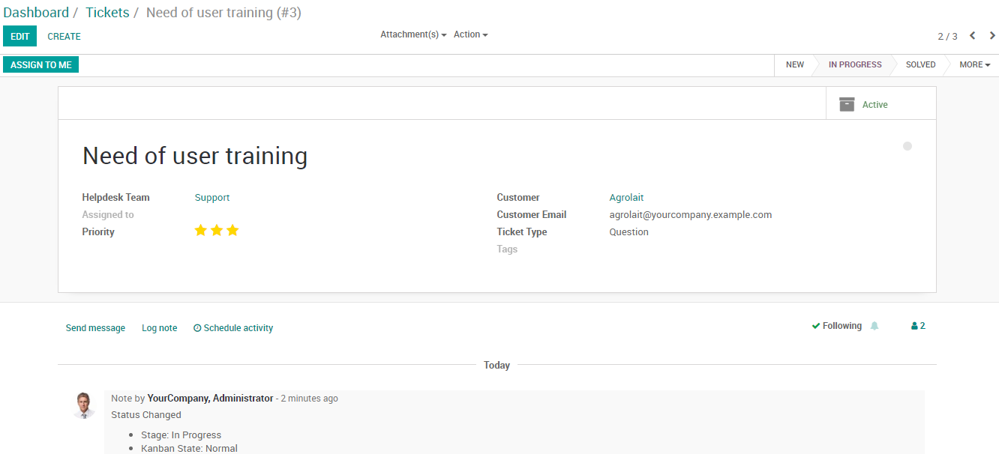 Dashboard / Tickets / Need of user training (#3)
EDIT CREATE Attachment(s) Action 2 / 3
ASSIGN TO ME NEW IN PROGRESS SOLVED MORE
Active
Need of user training
Helpdesk Team Support Customer Agrolait
Assigned to Customer Email agrolait@yourcompany.example.com
Priority Ticket Type Question
Tags
Send message Log note Schedule activity Following 2
Today
Note by YourCompany, Administrator - 2 minutes ago
Status Changed
• Stage: In Progress
• Kanban State: Normal